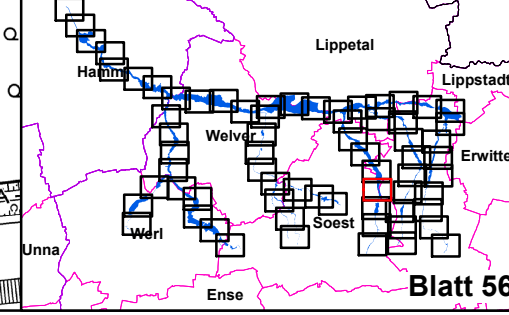 Lippetal
Hamm
Lippstadt
Welver
Erwitte
Soest
Werl
Unna
Ense
Blatt 56